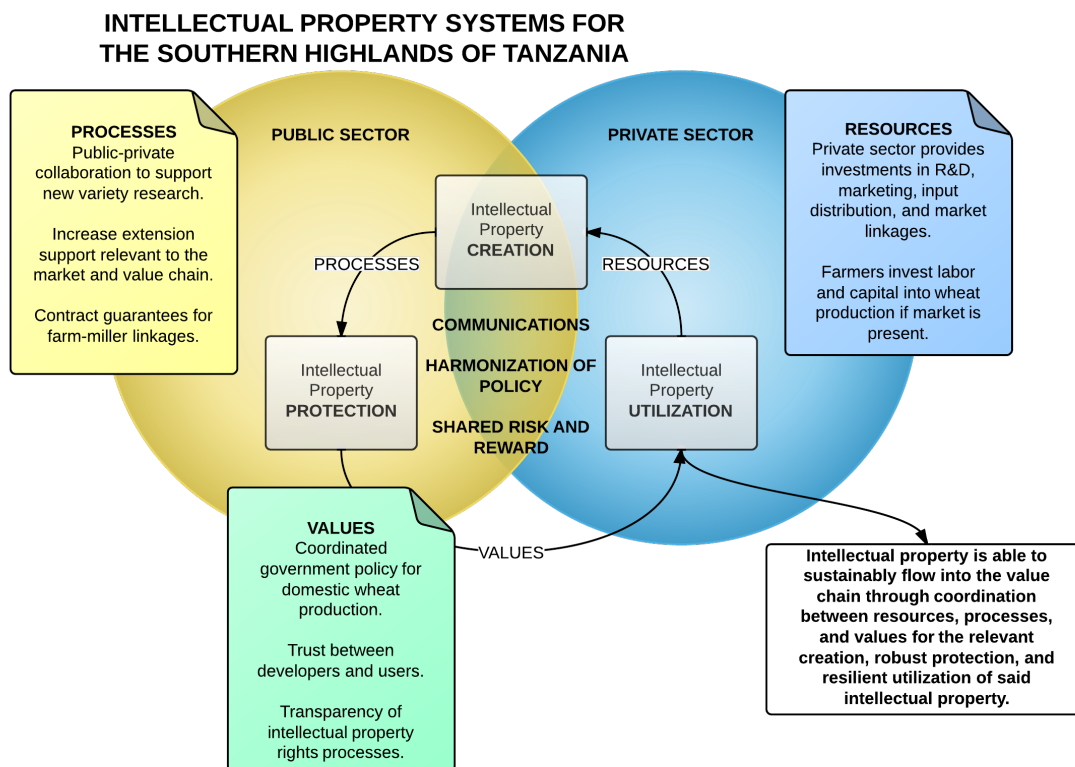 INTELLECTUAL PROPERTY SYSTEMS FOR
THE SOUTHERN HIGHLANDS OF TANZANIA
PROCESSES
Public-private
collaboration to support
new variety research.
Increase extension
support relevant to the
market and value chain.
Contract guarantees for
farm-miller linkages.
PUBLIC SECTOR
PRIVATE SECTOR
RESOURCES
Private sector provides
investments in R&D,
marketing, input
distribution, and market
linkages.
Farmers invest labor
and capital into wheat
production if market is
present.
Intellectual
Property
CREATION
PROCESSES
RESOURCES
COMMUNICATIONS
HARMONIZATION OF
POLICY
SHARED RISK AND
REWARD
Intellectual
Property
PROTECTION
Intellectual
Property
UTILIZATION
VALUES
Coordinated
government policy for
domestic wheat
production.
Trust between
developers and users.
Transparency of
intellectual property
rights processes.
VALUES
Intellectual property is able to
sustainably flow into the value
chain through coordination
between resources, processes,
and values for the relevant
creation, robust protection, and
resilient utilization of said
intellectual property.